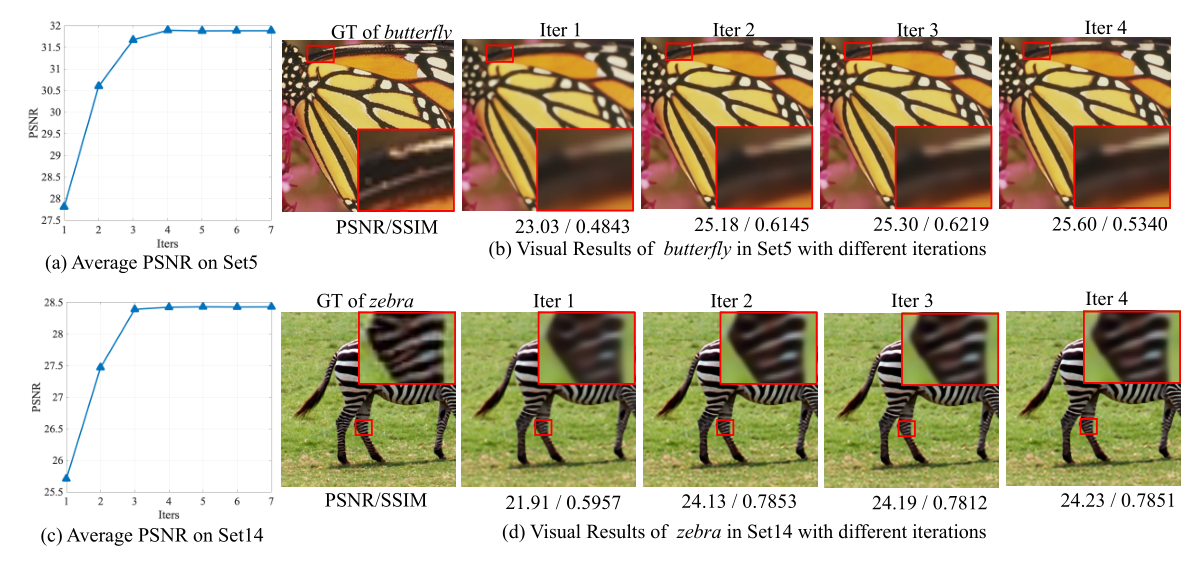 32
31.5
31
30.5
30
29.5
29
28.5
28
27.5
PSNR
1 2 3 4 5 6 7
Iters
(a) Average PSNR on Set5
GT of butterfly
Iter 1
Iter 2
Iter 3
Iter 4
PSNR/SSIM
23.03 / 0.4843
25.18 / 0.6145
25.30 / 0.6219
25.60 / 0.5340
(b) Visual Results of butterfly in Set5 with different iterations
28.5
28
27.5
27
26.5
26
25.5
PSNR
1 2 3 4 5 6 7
Iters
(c) Average PSNR on Set14
GT of zebra
Iter 1
Iter 2
Iter 3
Iter 4
PSNR/SSIM
21.91 / 0.5957
24.13 / 0.7853
24.19 / 0.7812
24.23 / 0.7851
(d) Visual Results of zebra in Set14 with different iterations